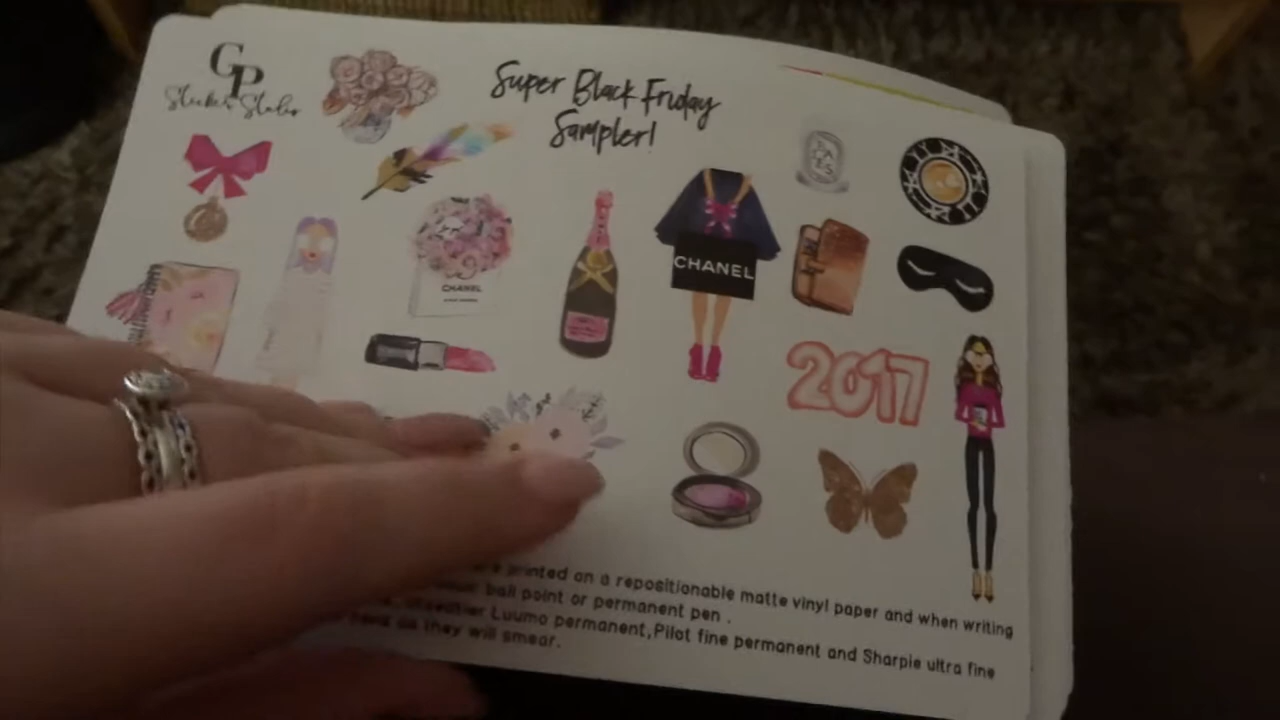 GP
Sticker Studio
Super Black Friday
Sampler!
CHANEL
CHANEL
2017
printed on a repositionable matte vinyl paper and when writing
ball point or permanent pen .
Luumo permanent,Pilot fine permanent and Sharpie ultra fine
as they will smear.